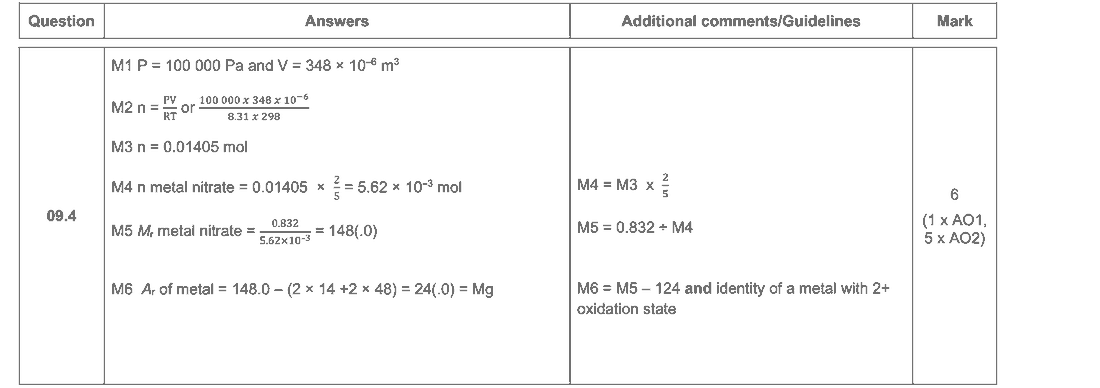 Question Answers Additional comments/Guidelines Mark
M1 P = 100 000 Pa and V = 348 × 10⁻⁶ m³
M2 n = PV/RT or 100 000 x 348 x 10⁻⁶/8.31 x 298
M3 n = 0.01405 mol
M4 n metal nitrate = 0.01405 × 2/5 = 5.62 × 10⁻³ mol
M4 = M3 x 2/5
09.4
M5 Mᵣ metal nitrate = 0.832/5.62×10⁻³ = 148(.0)
M5 = 0.832 ÷ M4
6
(1 x AO1,
5 x AO2)
M6 Aᵣ of metal = 148.0 – (2 × 14 +2 × 48) = 24(.0) = Mg
M6 = M5 – 124 and identity of a metal with 2+
oxidation state